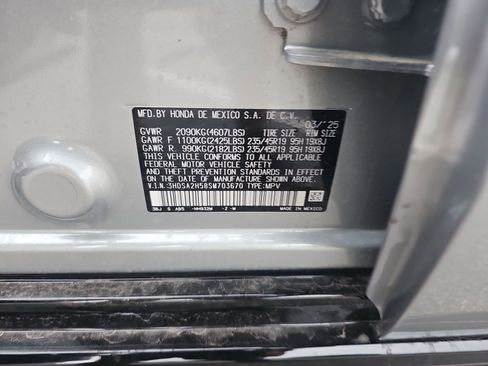 MFD.BY HONDA DE MEXICO S.A. DE C.V.
03/'25
GVWR 2090KG(4607LBS) TIRE SIZE RIM SIZE
GAWR F 1100KG(2425LBS) 235/45R19 95H 19X8J
GAWR R. 990KG(2182LBS) 235/45R19 95H 19X8J
THIS VEHICLE CONFORMS TO ALL APPLICABLE
FEDERAL MOTOR VEHICLE SAFETY, BUMPER,
AND THEFT PREVENTION STANDARDS IN EFFECT
ON THE DATE OF MANUFACTURE SHOWN ABOVE.
V.I.N.:3HDSA2H58SM703670 TYPE:MPV
MADE
IN MEXICO